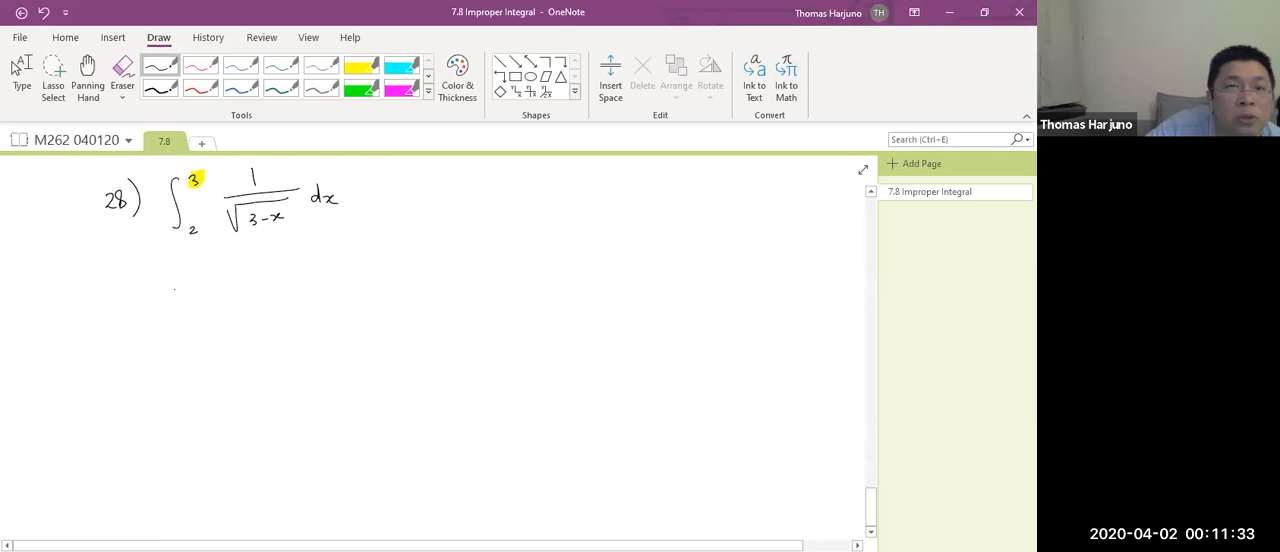 7.8 Improper Integral - OneNote
Thomas Harjuno TH
File Home Insert Draw History Review View Help
Type Lasso Select Panning Hand Eraser Color & Thickness Insert Space Delete Arrange Rotate Ink to Text Ink to Math
Tools Shapes Edit Convert
Thomas Harjuno
M262 040120 7.8 Search (Ctrl+E)
Add Page
7.8 Improper Integral
28) ∫₂³ 1/√(3-x) dx
2020-04-02 00:11:33